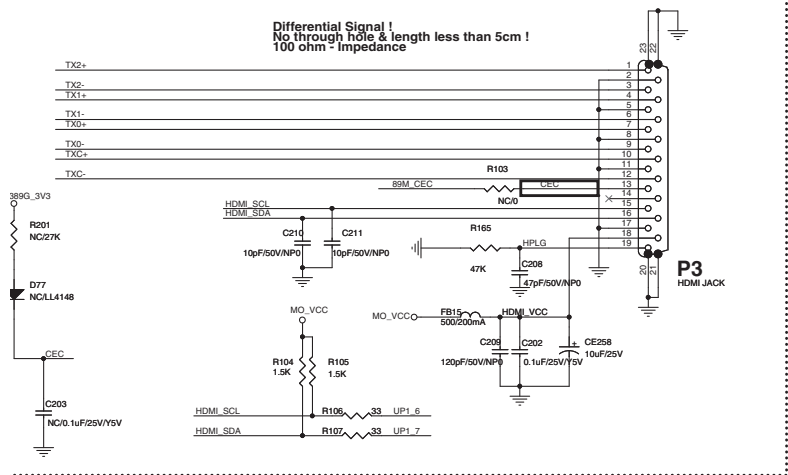 Differential Signal !
No through hole & length less than 5cm !
100 ohm - Impedance
23
22
TX2+
1
2
TX2-
3
TX1+
4
5
TX1-
6
TX0+
7
8
TX0-
9
TXC+
10
11
TXC-
12
R103
89M_CEC
CEC
13
NC/0
14
389G_3V3
HDMI_SCL
15
HDMI_SDA
16
17
R201
NC/27K
C210
C211
10pF/50V/NP0
10pF/50V/NP0
R165
18
HPLG
19
47K
C208
47pF/50V/NP0
20
21
P3
HDMI JACK
D77
NC/LL4148
MO_VCC
MO_VCC
FB15
500/200mA
HDMI_VCC
CEC
R104
1.5K
R105
1.5K
C209
120pF/50V/NP0
C202
0.1uF/25V/Y5V
+
CE258
10uF/25V
C203
NC/0.1uF/25V/Y5V
HDMI_SCL
R106
33
UP1_6
HDMI_SDA
R107
33
UP1_7